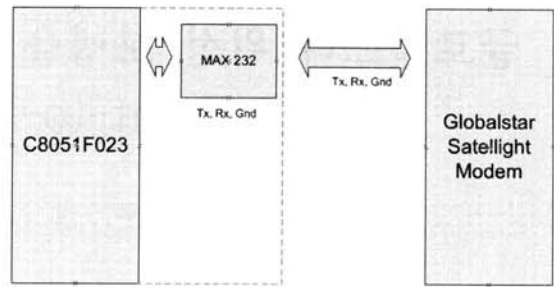 MAX 232
Tx, Rx, Gnd
Tx, Rx, Gnd
C8051F023
Globalstar
Satellight
Modem